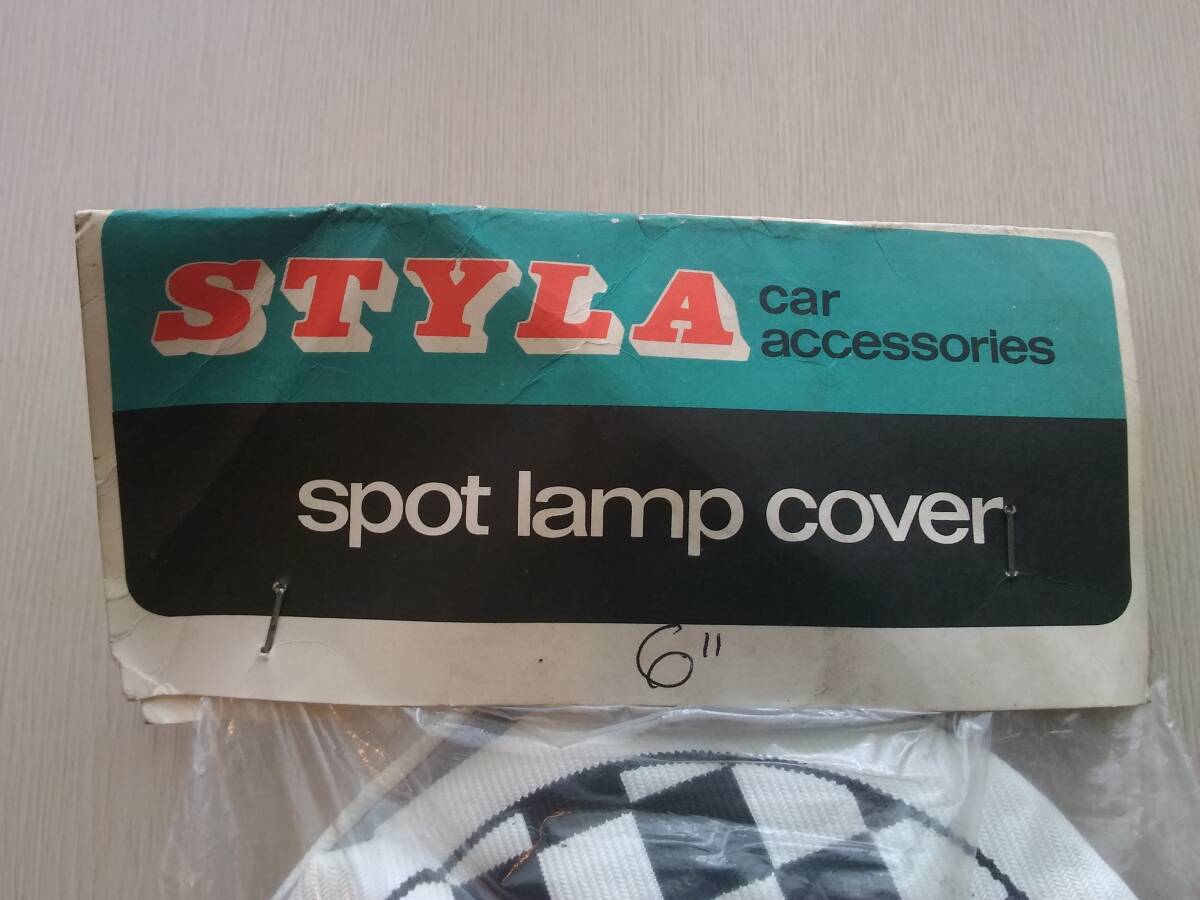 STYLA
car
accessories
spot lamp cover
6"